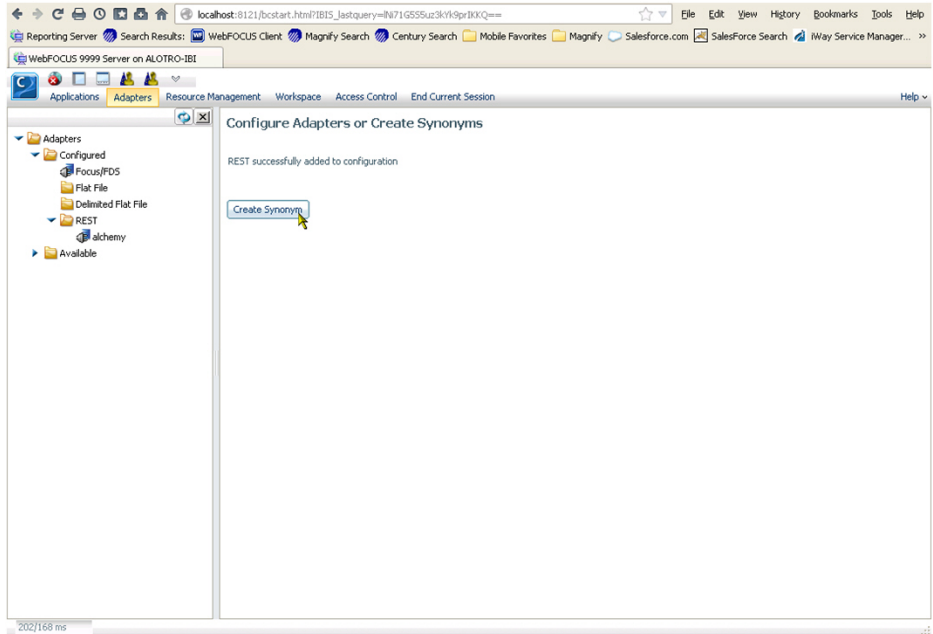 localhost:8121/bcstart.html?IBIS_lastquery=lNi71G5S5uz3kYk9prIKKQ== File Edit View History Bookmarks Tools Help
Reporting Server Search Results: WebFOCUS Client Magnify Search Century Search Mobile Favorites Magnify Salesforce.com SalesForce Search iWay Service Manager... »
WebFOCUS 9999 Server on ALOTRO-IBI
Applications Adapters Resource Management Workspace Access Control End Current Session Help
Configure Adapters or Create Synonyms
Adapters
Configured
REST successfully added to configuration
Focus/FDS
Flat File
Delimited Flat File
Create Synonym
REST
alchemy
Available
202/168 ms